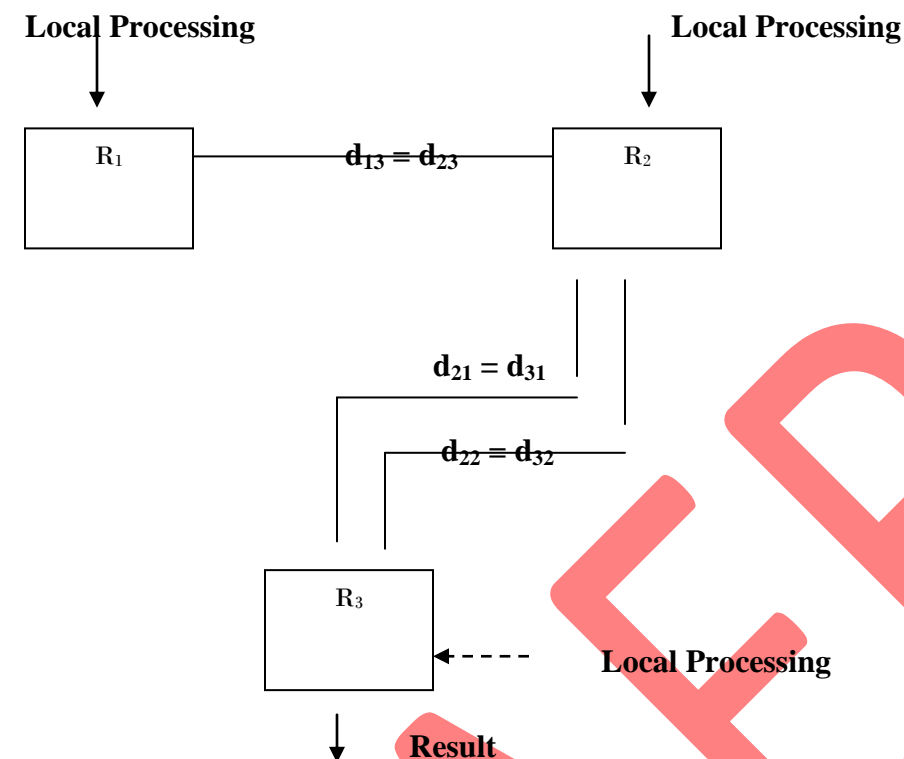 Local Processing Local Processing
R₁ d₁₃ = d₂₃ R₂
d₂₁ = d₃₁
d₂₂ = d₃₂
R₃
Local Processing
Result